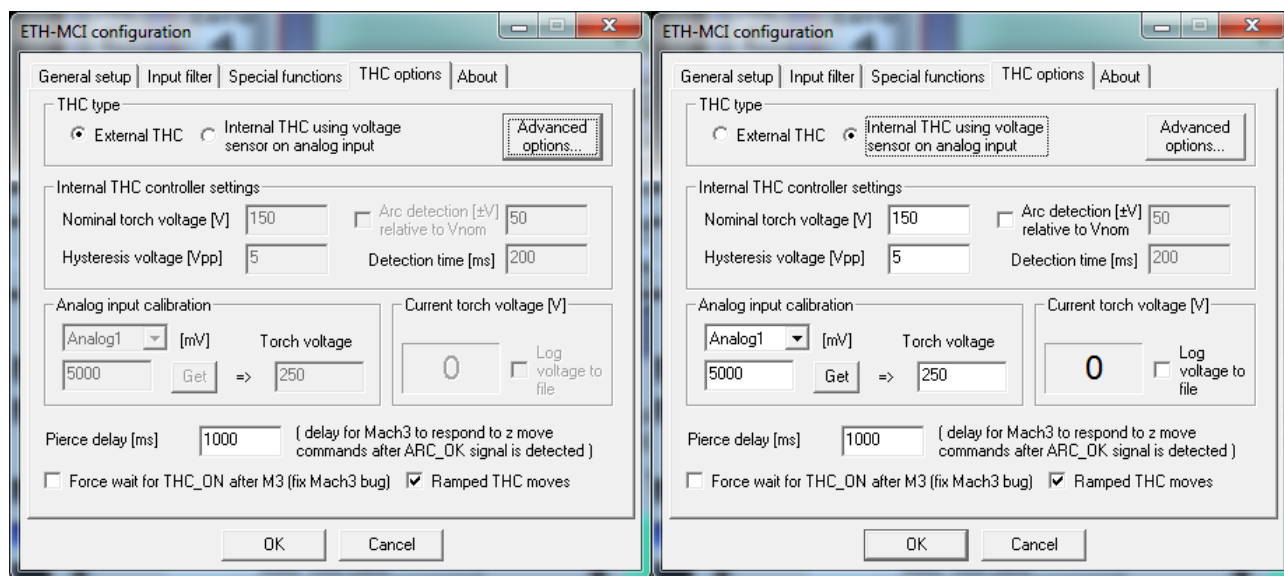 ETH-MCI configuration
General setup Input filter Special functions THC options About
THC type
External THC
Internal THC using voltage
sensor on analog input
Advanced
options...
Internal THC controller settings
Nominal torch voltage [V] 150
Arc detection [±V]
relative to Vnom
50
Hysteresis voltage [Vpp] 5
Detection time [ms] 200
Analog input calibration
Analog1 [mV] Torch voltage
5000 Get => 250
Current torch voltage [V]
0
Log
voltage to
file
Pierce delay [ms] 1000
( delay for Mach3 to respond to z move
commands after ARC_OK signal is detected )
Force wait for THC_ON after M3 (fix Mach3 bug) Ramped THC moves
OK Cancel
ETH-MCI configuration
General setup Input filter Special functions THC options About
THC type
External THC
Internal THC using voltage
sensor on analog input
Advanced
options...
Internal THC controller settings
Nominal torch voltage [V] 150
Arc detection [±V]
relative to Vnom
50
Hysteresis voltage [Vpp] 5
Detection time [ms] 200
Analog input calibration
Analog1 [mV] Torch voltage
5000 Get => 250
Current torch voltage [V]
0
Log
voltage to
file
Pierce delay [ms] 1000
( delay for Mach3 to respond to z move
commands after ARC_OK signal is detected )
Force wait for THC_ON after M3 (fix Mach3 bug) Ramped THC moves
OK Cancel